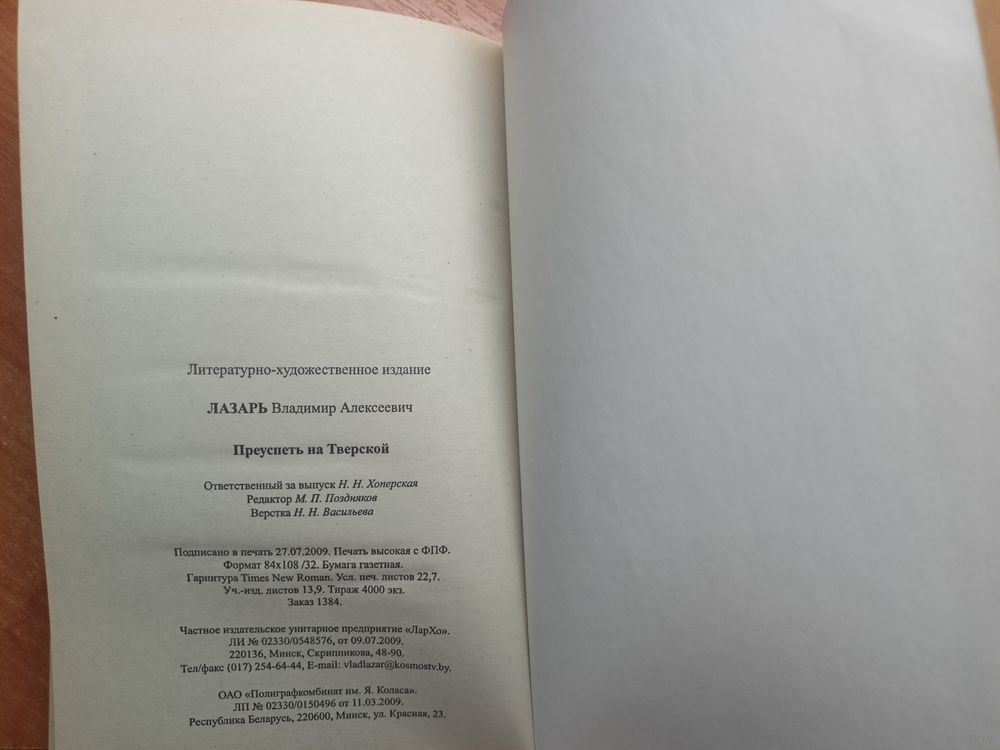 Литературно-художественное издание
ЛАЗАРЬ Владимир Алексеевич
Преуспеть на Тверской
Ответственный за выпуск Н. Н. Хоперская
Редактор М. П. Поздняков
Верстка Н. Н. Васильева
Подписано в печать 27.07.2009. Печать высокая с ФПФ.
Формат 84х108 /32. Бумага газетная.
Гарнитура Times New Roman. Усл. печ. листов 22,7.
Уч.-изд. листов 13,9. Тираж 4000 экз.
Заказ 1384.
Частное издательское унитарное предприятие «ЛарХо».
ЛИ № 02330/0548576, от 09.07.2009.
220136, Минск, Скрипникова, 48-90.
Тел/факс (017) 254-64-44, E-mail: vladlazar@kosmostv.by.
ОАО «Полиграфкомбинат им. Я. Коласа».
ЛП № 02330/0150496 от 11.03.2009.
Республика Беларусь, 220600, Минск, ул. Красная, 23.